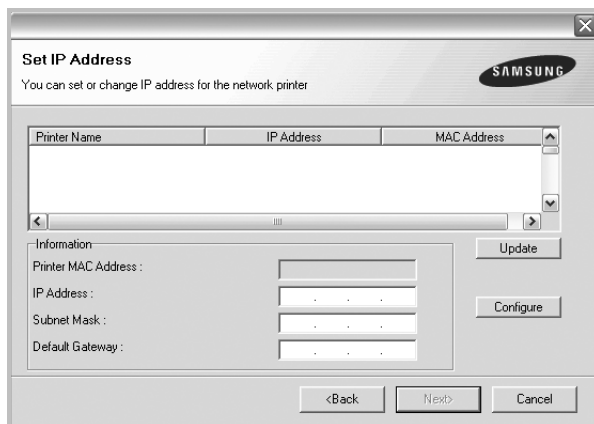 Set IP Address
You can set or change IP address for the network printer
SAMSUNG
Printer Name IP Address MAC Address
Information
Update
Printer MAC Address :
IP Address :
Configure
Subnet Mask :
Default Gateway :
<Back Next> Cancel